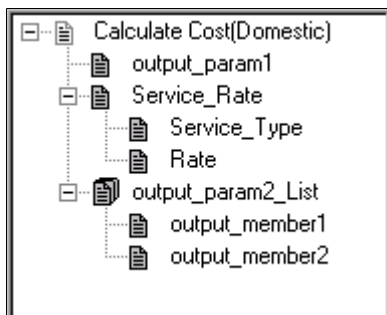 Calculate Cost(Domestic)
output_param1
Service_Rate
Service_Type
Rate
output_param2_List
output_member1
output_member2